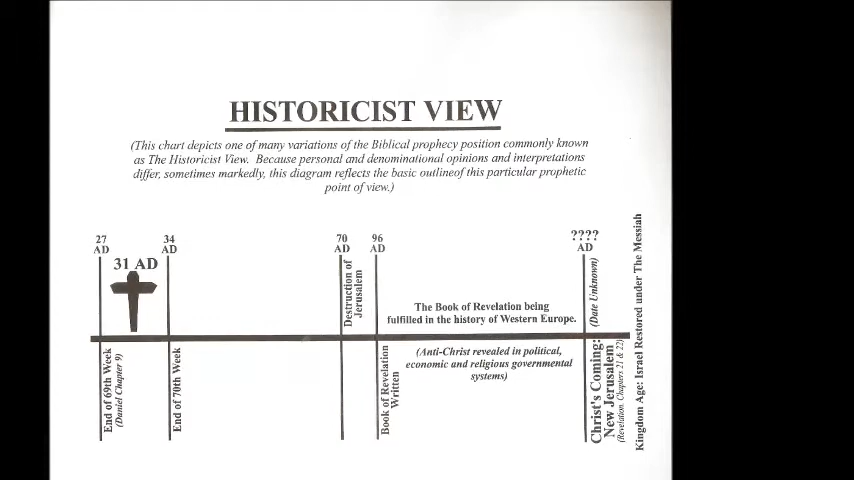 HISTORICIST VIEW
(This chart depicts one of many variations of the Biblical prophecy position commonly known
as The Historicist View. Because personal and denominational opinions and interpretations
differ, sometimes markedly, this diagram reflects the basic outlineof this particular prophetic
point of view.)
27
AD
31 AD
34
AD
70
AD
96
AD
????
AD
Destruction of
Jerusalem
The Book of Revelation being
fulfilled in the history of Western Europe.
(Date Unknown)
End of 69th Week
(Daniel Chapter 9)
End of 70th Week
Book of Revelation
Written
(Anti-Christ revealed in political,
economic and religious governmental
systems)
Christ's Coming:
New Jerusalem
(Revelation. Chapters 21 & 22)
Kingdom Age: Israel Restored under The Messiah